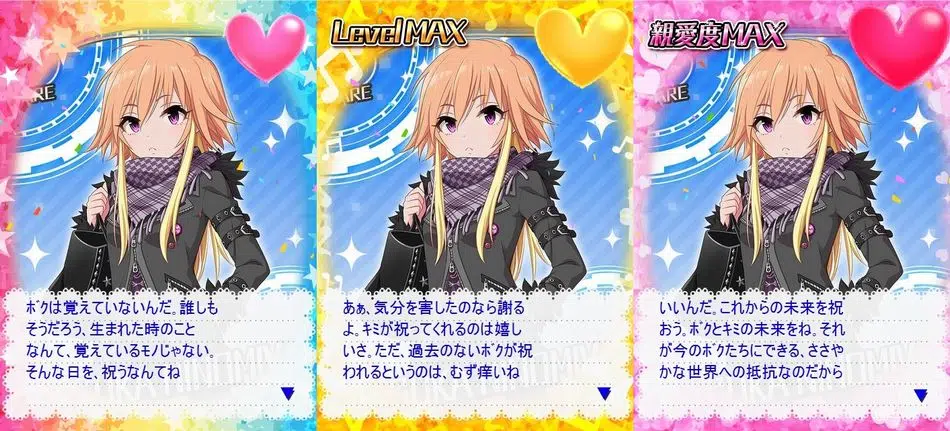 ARE
ﾎﾞｸは覚えていないんだ。誰しも
そうだろう、生まれた時のこと
なんて、覚えているモノじゃない。
そんな日を、祝うなんてね
Level MAX
ARE
あぁ、気分を害したのなら謝る
よ。ｷﾐが祝ってくれるのは嬉し
いさ。ただ、過去のないﾎﾞｸが祝
われるというのは、むず痒いね
親愛度MAX
ARE
いいんだ。これからの未来を祝
おう。ﾎﾞｸとｷﾐの未来をね。それ
が今のﾎﾞｸたちにできる、ささや
かな世界への抵抗なのだから